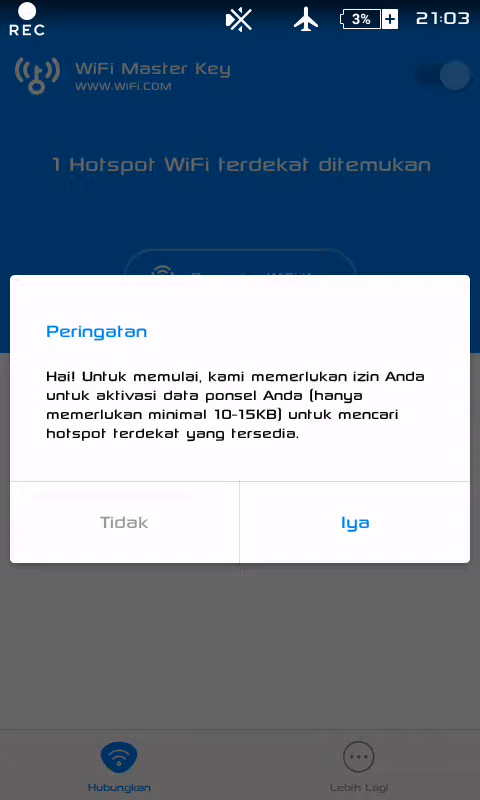 REC
3%
21:03
WiFi Master Key
WWW.WiFi.COM
1 Hotspot WiFi terdekat ditemukan
Peringatan
Hai! Untuk memulai, kami memerlukan izin Anda
untuk aktivasi data ponsel Anda (hanya
memerlukan minimal 10-15KB) untuk mencari
hotspot terdekat yang tersedia.
Tidak
Iya
Hubungkan
Lebih Lagi